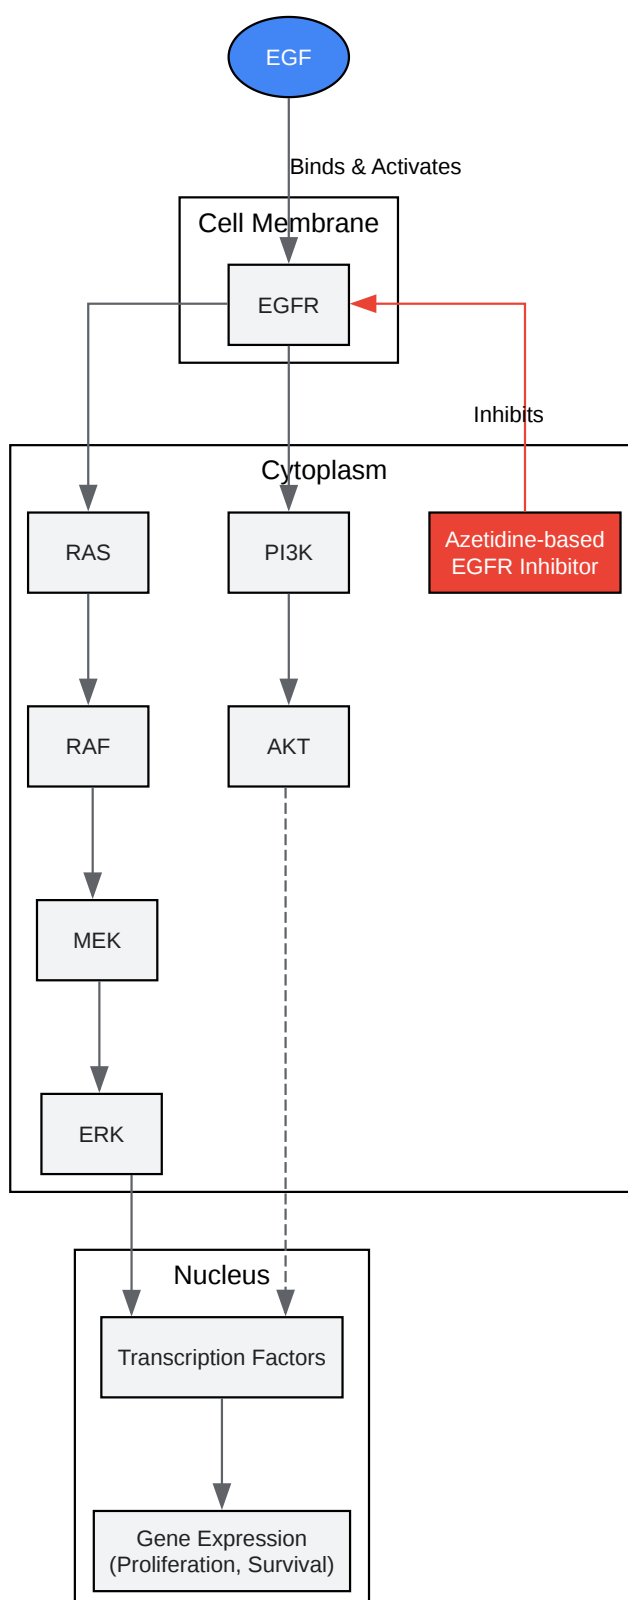 EGF
Binds & Activates
Cell Membrane
EGFR
Inhibits
Cytoplasm
RAS
PI3K
Azetidine-based
EGFR Inhibitor
RAF
AKT
MEK
ERK
Nucleus
Transcription Factors
Gene Expression
(Proliferation, Survival)